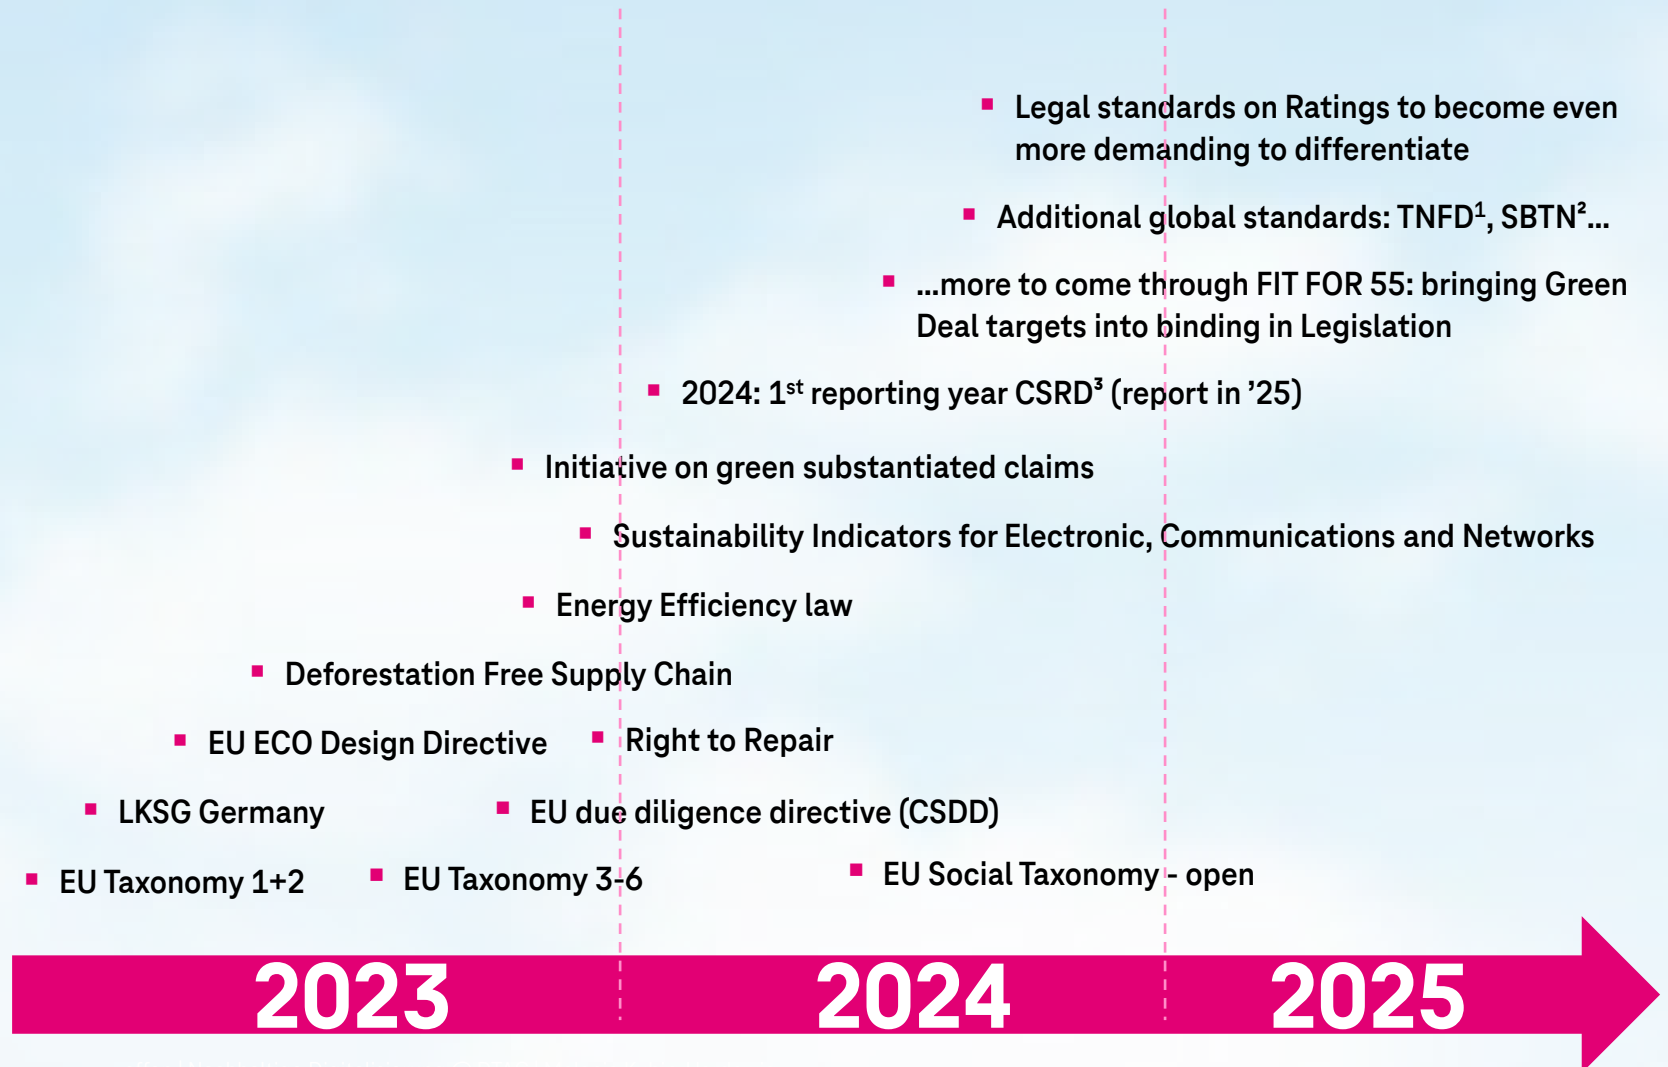 Legal standards on Ratings to become even
more demanding to differentiate
Additional global standards: TNFD¹, SBTN²...
...more to come through FIT FOR 55: bringing Green
Deal targets into binding in Legislation
2024: 1st reporting year CSRD³ (report in ’25)
Initiative on green substantiated claims
Sustainability Indicators for Electronic, Communications and Networks
Energy Efficiency law
Deforestation Free Supply Chain
EU ECO Design Directive
Right to Repair
LKSG Germany
EU due diligence directive (CSDD)
EU Taxonomy 1+2
EU Taxonomy 3-6
EU Social Taxonomy - open
2023
2024
2025